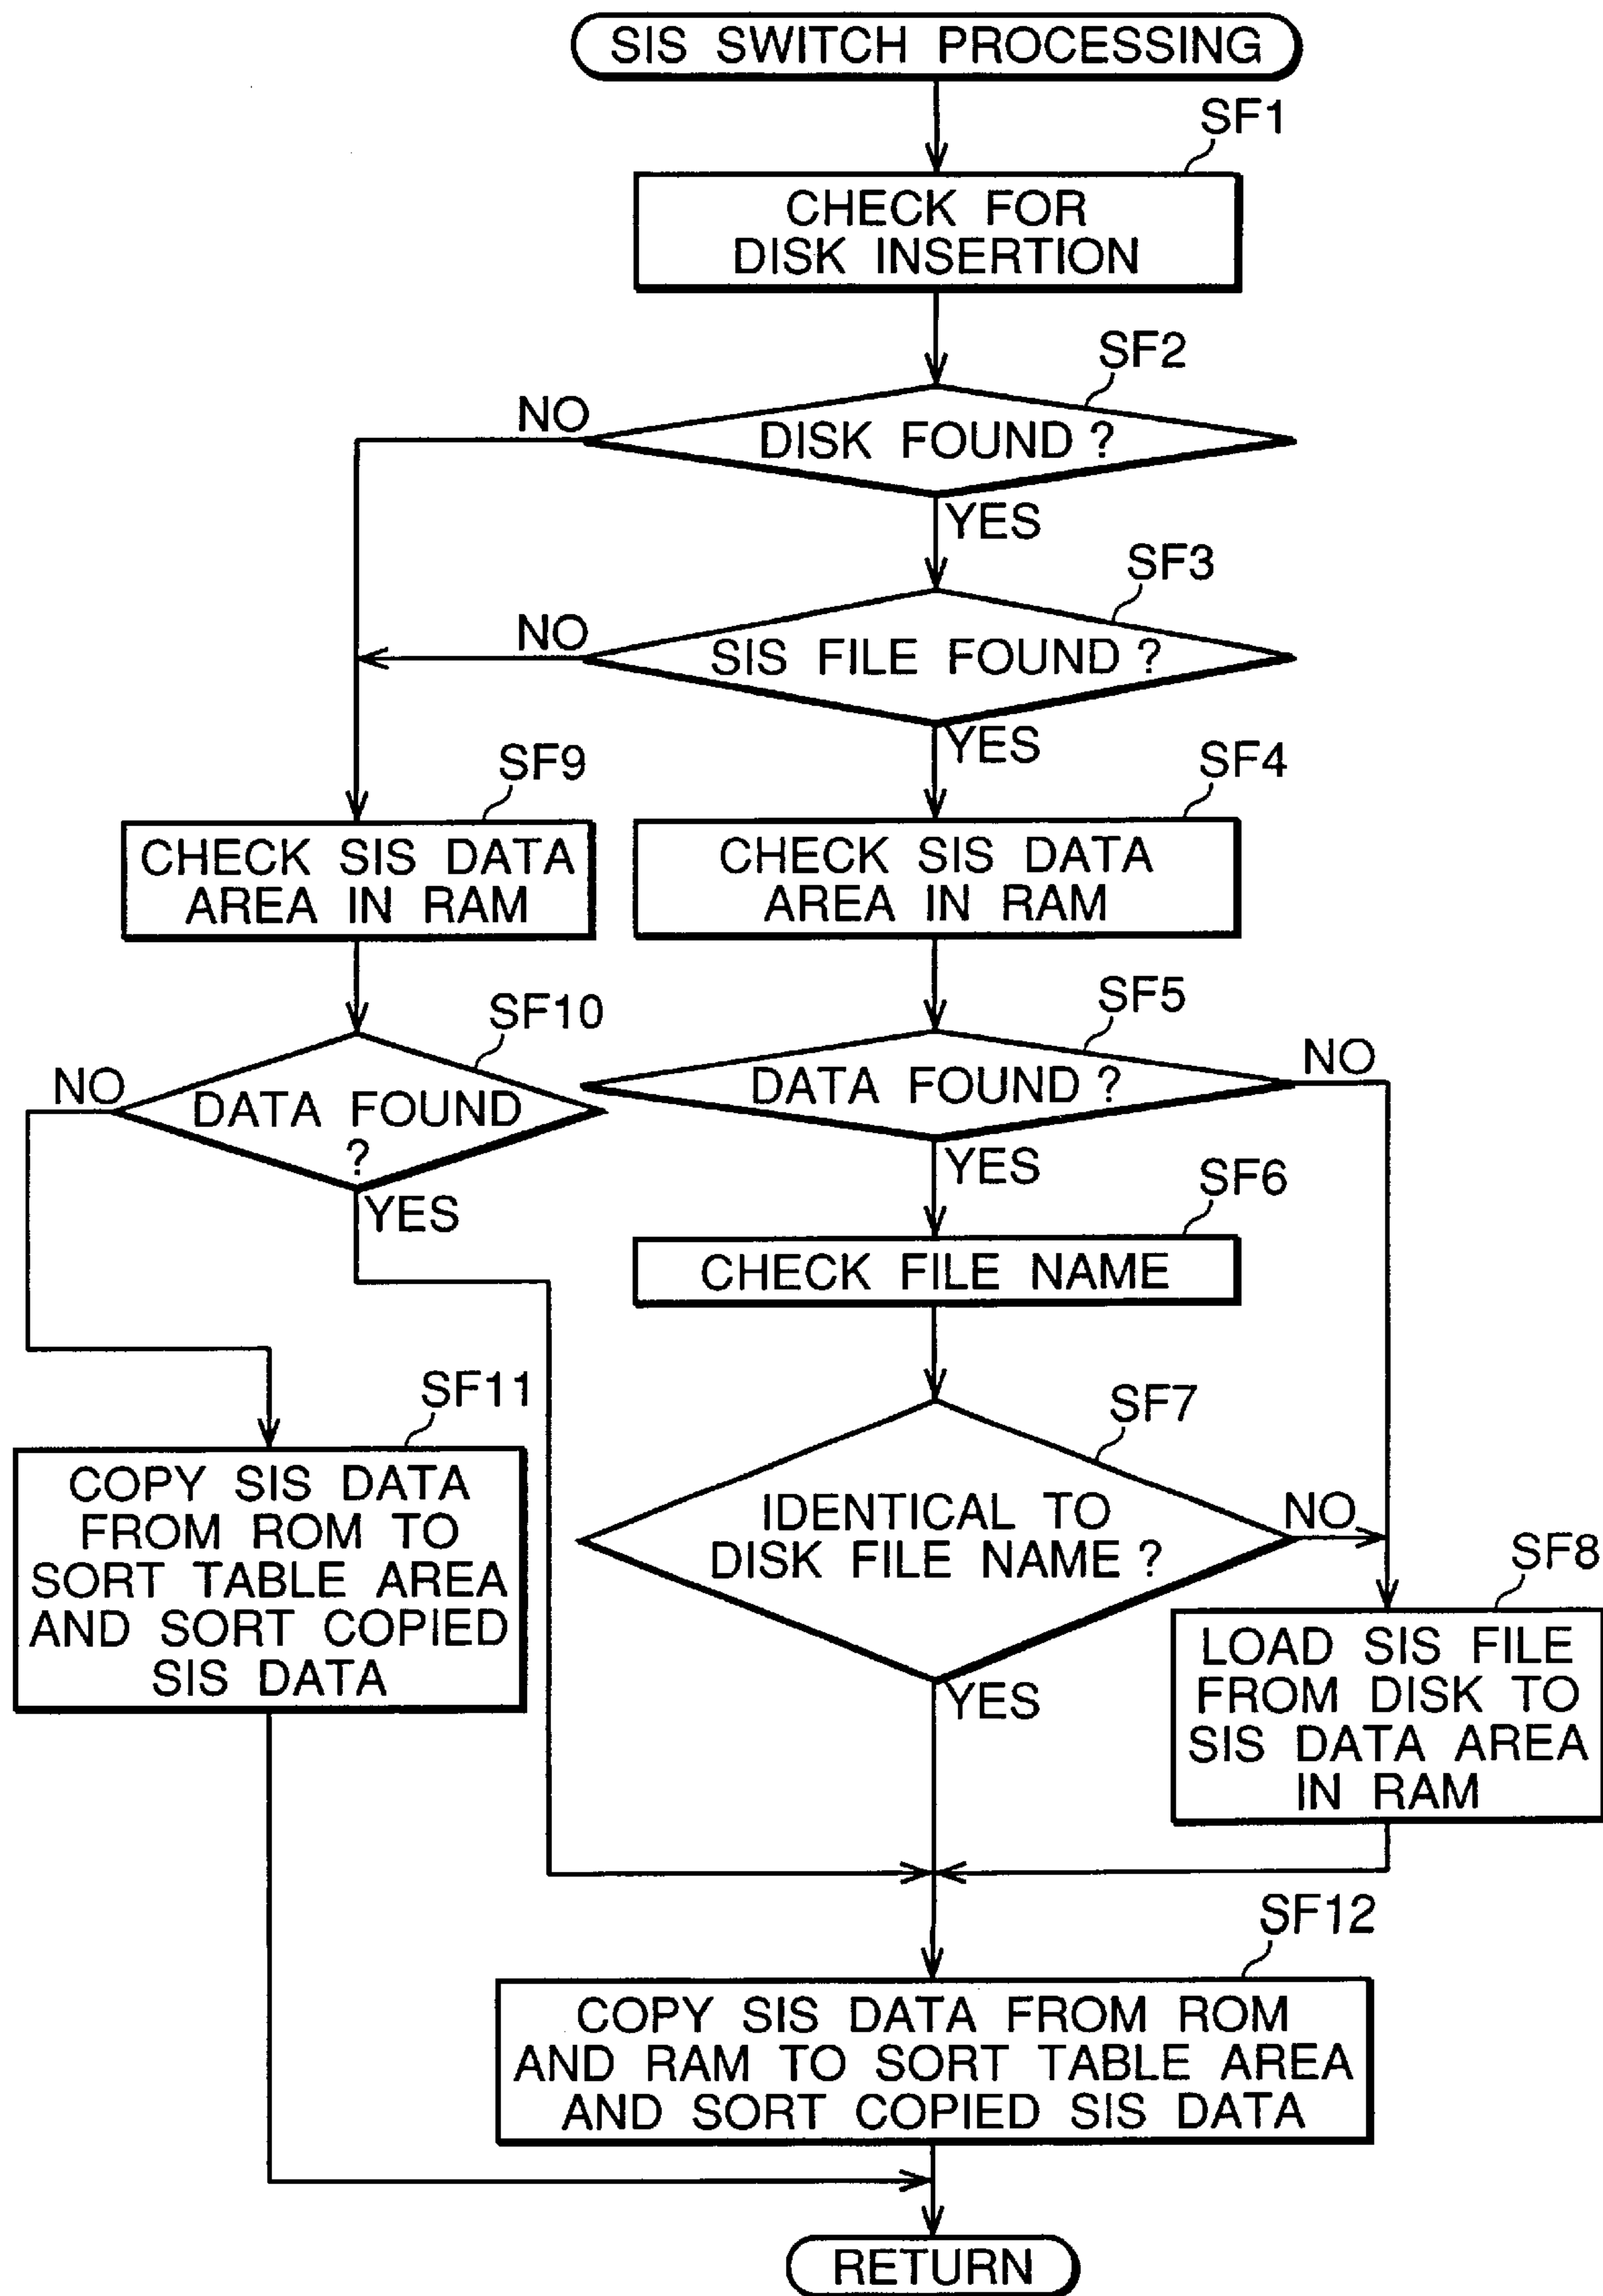 SIS SWITCH PROCESSING
SF1
CHECK FOR
DISK INSERTION
SF2
NO
DISK FOUND ?
YES
SF3
NO
SIS FILE FOUND ?
YES
SF9
SF4
CHECK SIS DATA
AREA IN RAM
CHECK SIS DATA
AREA IN RAM
SF10
SF5
NO
DATA FOUND
?
YES
DATA FOUND ?
NO
YES
SF6
CHECK FILE NAME
SF11
SF7
COPY SIS DATA
FROM ROM TO
SORT TABLE AREA
AND SORT COPIED
SIS DATA
IDENTICAL TO
DISK FILE NAME ?
NO
YES
SF8
LOAD SIS FILE
FROM DISK TO
SIS DATA AREA
IN RAM
SF12
COPY SIS DATA FROM ROM
AND RAM TO SORT TABLE AREA
AND SORT COPIED SIS DATA
RETURN